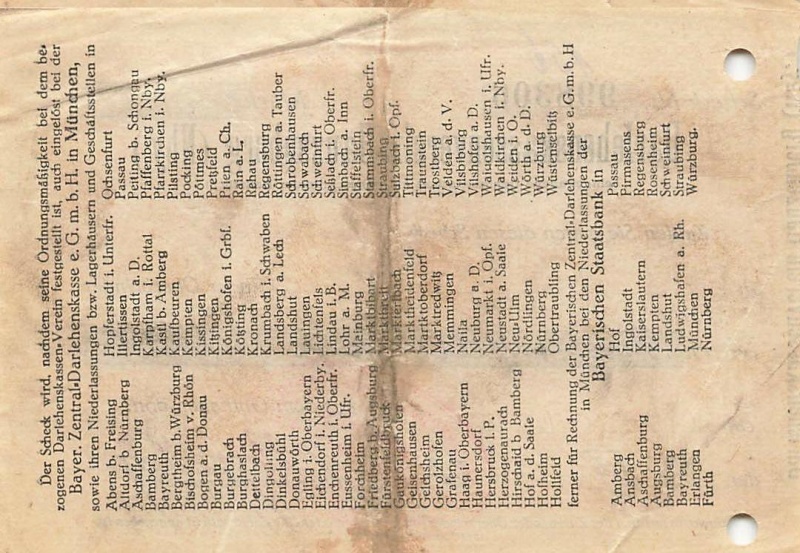 Der Scheck wird, nachdem seine Ordnungsmäßigkeit bei dem be-
zogenen Darlehenskassen-Verein festgestellt ist, auch eingelöst bei der
Bayer. Zentral-Darlehenskasse e. G. m. b. H. in München,
sowie ihren Niederlassungen bzw. Lagerhäusern und Geschäftsstellen in
Abens b. Freising
Altdorf b Nürnberg
Aschaffenburg
Bamberg
Bayreuth
Bergtheim b. Würzburg
Bischofsheim v. Rhön
Bogen a. d. Donau
Burgau
Burgebrach
Burghaslach
Dettelbach
Dingolfing
Dinkelsbühl
Donauwörth
Egling i. Oberbayern
Eichendorf i. Niederby.
Enchenreuth i. Oberfr.
Eussenheim i. Ufr.
Forchheim
Friedberg b. Augsburg
Fürstenfeldbruck
Gaukönigshofen
Geisenhausen
Gelchsheim
Gerolzhofen
Grafenau
Haag i. Oberbayern
Haunersdorf
Hersbruck i. P.
Herzogenaurach
Hirschaid b Bamberg
Hof a. d. Saale
Hofheim
Hollfeld
Hopferstadt i. Unterfr.
Illertissen
Ingolstadt a. D.
Karpfham i. Rottal
Kastl b. Amberg
Kaufbeuren
Kempten
Kissingen
Kitzingen
Königshofen i. Grbf.
Kötzting
Kronach
Krumbach i. Schwaben
Landsberg a. Lech
Landshut
Lauingen
Lichtenfels
Lindau i. B.
Lohr a. M.
Mainburg
Marktbibart
Marktbreit
Markterlbach
Marktheidenfeld
Marktoberdorf
Marktredwitz
Memmingen
Naila
Neuburg a. D.
Neumarkt i. Opf.
Neustadt a. Saale
Neu-Ulm
Nördlingen
Nürnberg
Obertraubling
Ochsenfurt
Passau
Peiting b. Schongau
Pfaffenberg i. Nby.
Pfarrkirchen i. Nby.
Pilsting
Pocking
Pöttmes
Pretzfeld
Prien a. Ch.
Rain a. L.
Rehau
Regensburg
Röttingen a. Tauber
Schrobenhausen
Schwabach
Schweinfurt
Seßlach i. Oberfr.
Simbach a. Inn
Staffelstein
Stammbach i. Oberfr.
Straubing
Sulzbach i. Opf.
Tittmoning
Traunstein
Trostberg
Velden a. d. V.
Vilsbiburg
Vilshofen a. D.
Waigolshausen i. Ufr.
Waldkirchen i. Nby.
Weiden i. O.
Wörth a. d. D.
Würzburg
Wüstenselbitz
ferner für Rechnung der Bayerischen Zentral-Darlehenskasse e. G. m. b. H
in München bei den Niederlassungen der
Bayerischen Staatsbank in
Amberg
Ansbach
Aschaffenburg
Augsburg
Bamberg
Bayreuth
Erlangen
Fürth
Hof
Ingolstadt
Kaiserslautern
Kempten
Landshut
Ludwigshafen a. Rh.
München
Nürnberg
Passau
Pirmasens
Regensburg
Rosenheim
Schweinfurt
Straubing
Würzburg.